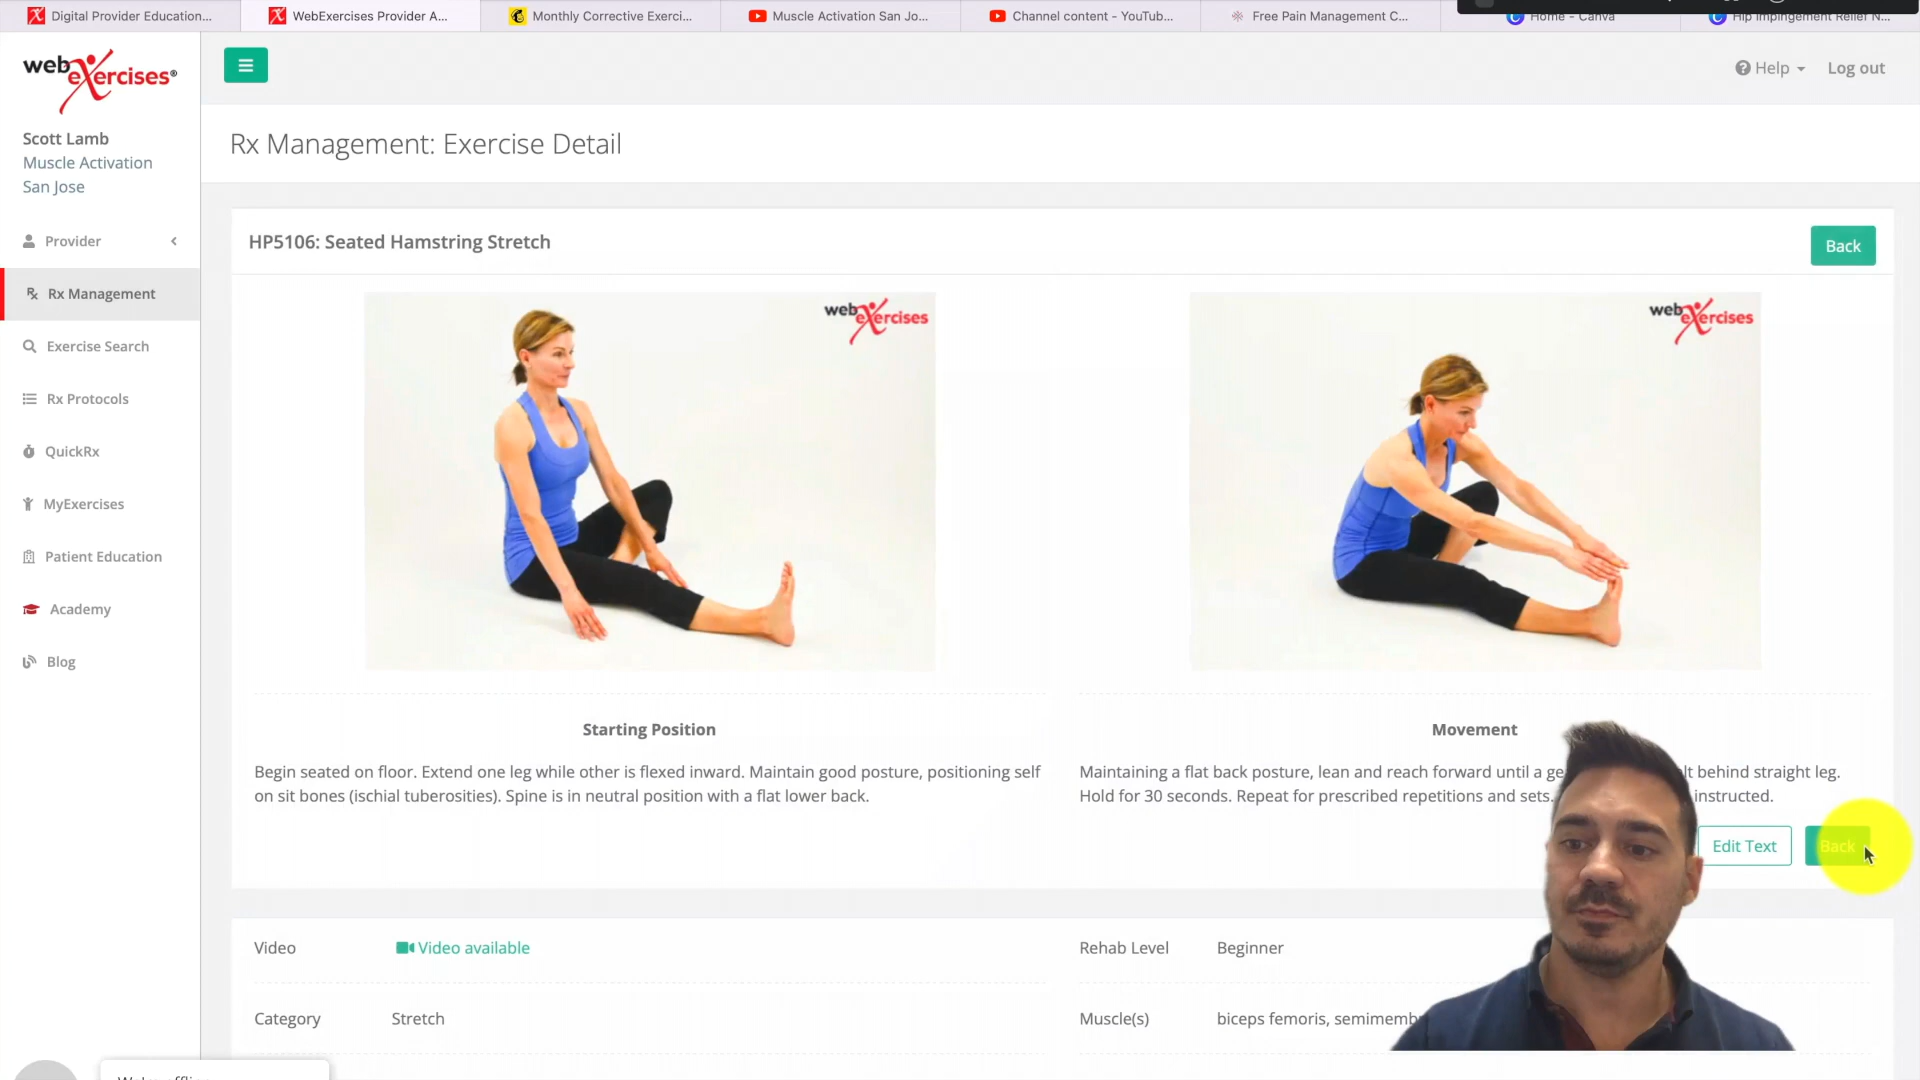 Digital Provider Education...
WebExercises Provider A...
Monthly Corrective Exerci...
Muscle Activation San Jo...
Channel content - YouTub...
Free Pain Management C...
Home - Canva
Hip Impingement Relief N...
webexercises®
Help
Log out
Scott Lamb
Muscle Activation
San Jose
Rx Management: Exercise Detail
Provider
Rx Management
Exercise Search
Rx Protocols
QuickRx
MyExercises
Patient Education
Academy
Blog
HP5106: Seated Hamstring Stretch
Back
webexercises
webexercises
Starting Position
Begin seated on floor. Extend one leg while other is flexed inward. Maintain good posture, positioning self
on sit bones (ischial tuberosities). Spine is in neutral position with a flat lower back.
Movement
Maintaining a flat back posture, lean and reach forward until a behind straight leg.
Hold for 30 seconds. Repeat for prescribed repetitions and sets. instructed.
Edit Text
Back
Video
Video available
Rehab Level
Beginner
Category
Stretch
Muscle(s)
biceps femoris,